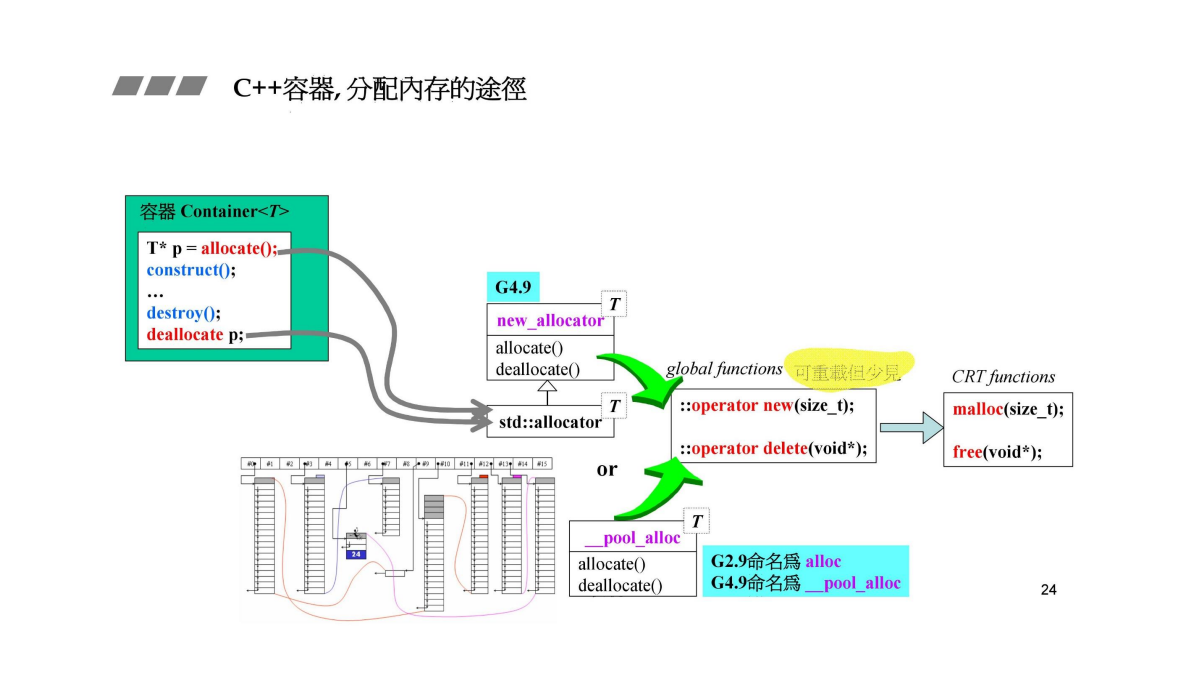 C++容器, 分配內存的途徑
容器 Container<T>
T* p = allocate();
construct();
…
destroy();
deallocate p;
G4.9
T
new_allocator
allocate()
deallocate()
T
std::allocator
global functions 可重載但少見
::operator new(size_t);
::operator delete(void*);
CRT functions
malloc(size_t);
free(void*);
#0 #1 #2 #3 #4 #5 #6 #7 #8 #9 #10 #11 #12 #13 #14 #15
24
or
T
__pool_alloc
allocate()
deallocate()
G2.9命名爲 alloc
G4.9命名爲 __pool_alloc
24